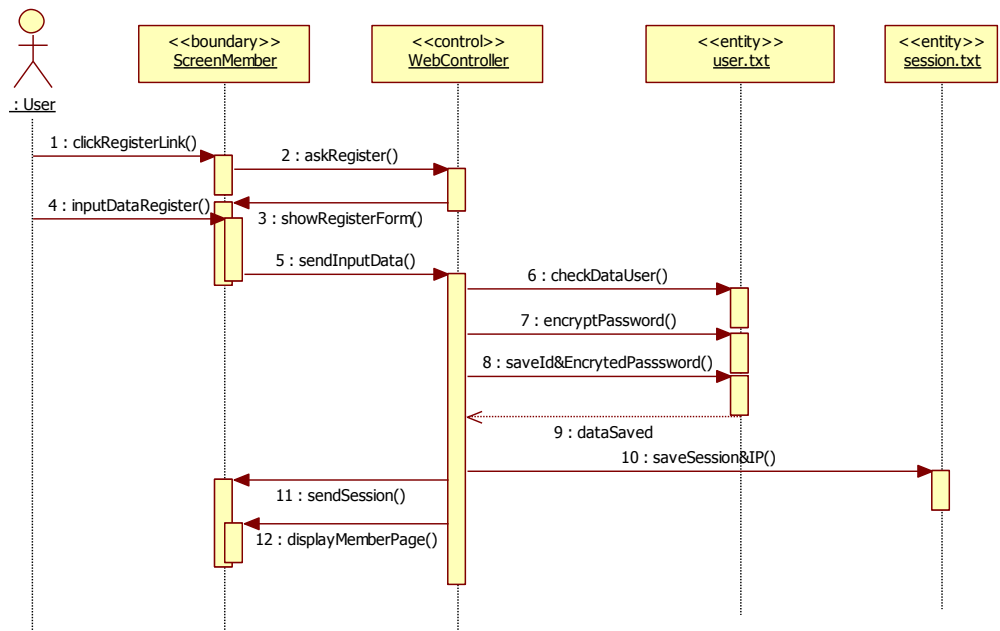 <<boundary>>
ScreenMember
<<control>>
WebController
<<entity>>
user.txt
<<entity>>
session.txt
: User
1 : clickRegisterLink()
2 : askRegister()
3 : showRegisterForm()
4 : inputDataRegister()
5 : sendInputData()
6 : checkDataUser()
7 : encryptPassword()
8 : saveId&EncrytedPasssword()
9 : dataSaved
10 : saveSession&IP()
11 : sendSession()
12 : displayMemberPage()